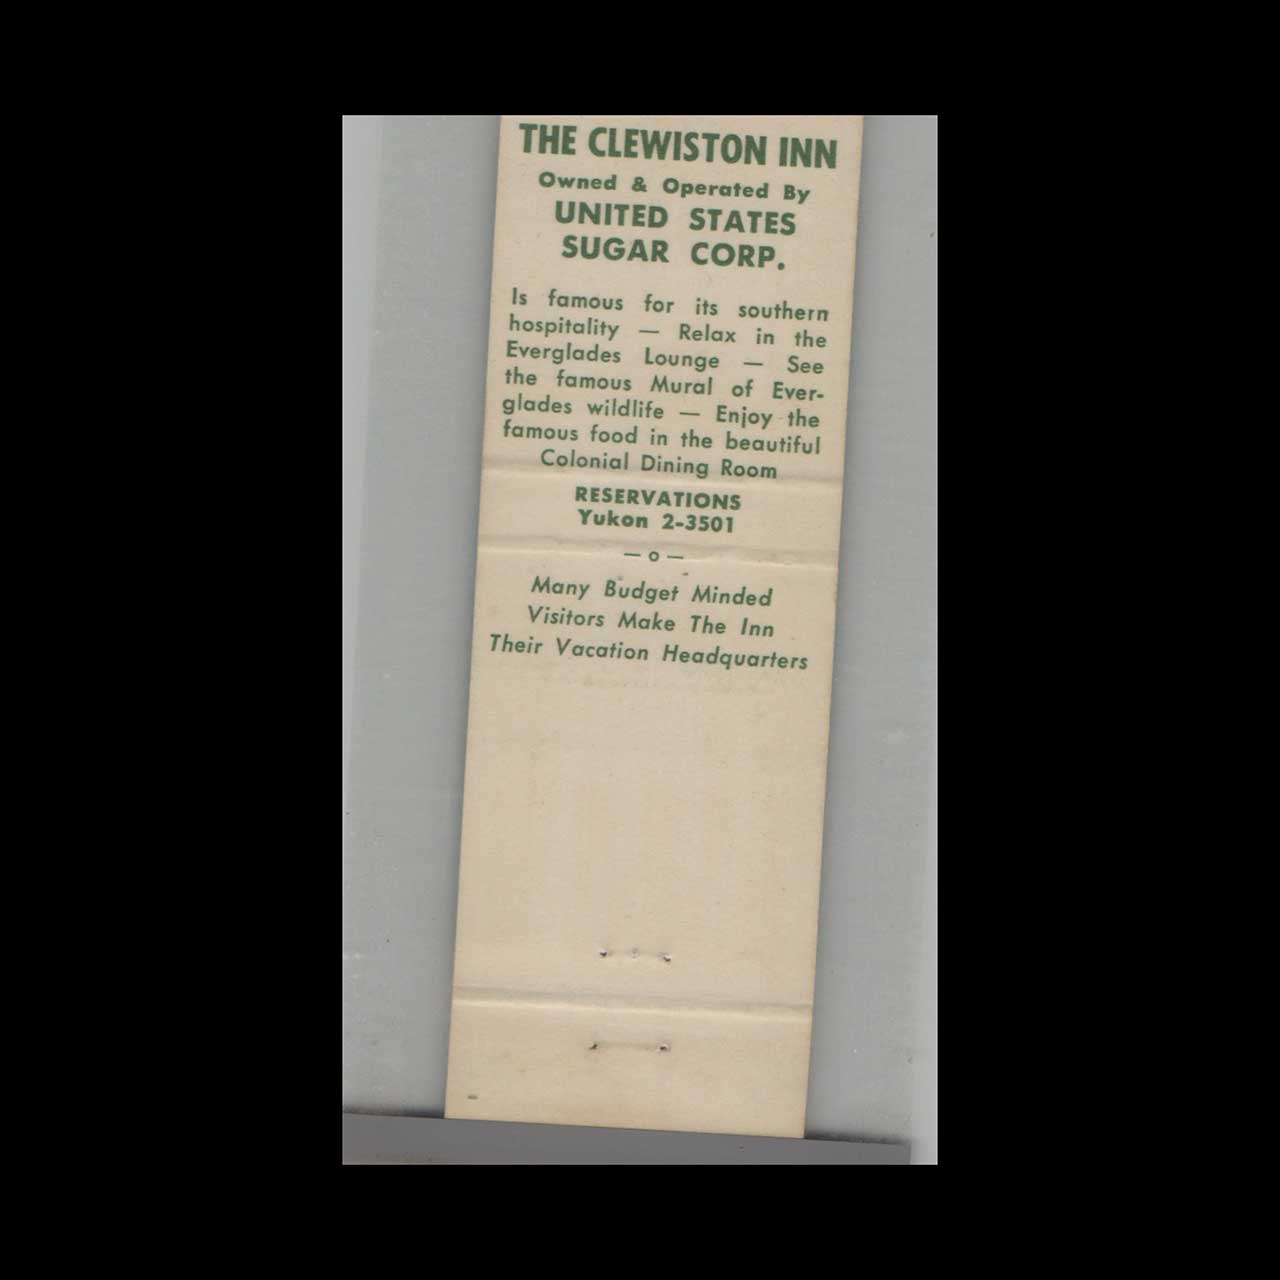 THE CLEWISTON INN
Owned & Operated By
UNITED STATES
SUGAR CORP.
Is famous for its southern
hospitality — Relax in the
Everglades Lounge — See
the famous Mural of Ever-
glades wildlife — Enjoy the
famous food in the beautiful
Colonial Dining Room
RESERVATIONS
Yukon 2-3501
— o —
Many Budget Minded
Visitors Make The Inn
Their Vacation Headquarters